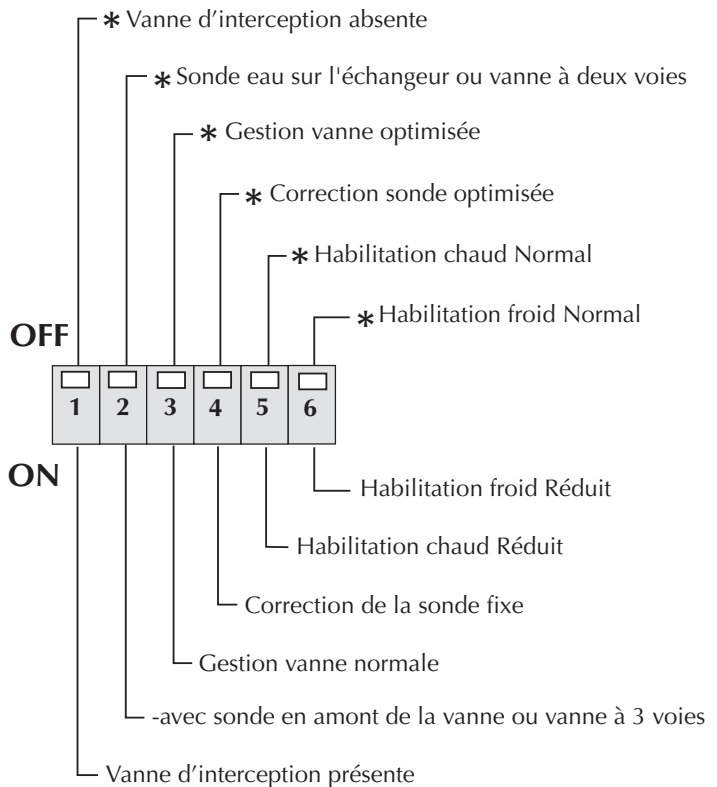 * Vanne d’interception absente
* Sonde eau sur l'échangeur ou vanne à deux voies
* Gestion vanne optimisée
* Correction sonde optimisée
* Habilitation chaud Normal
* Habilitation froid Normal
OFF
1 2 3 4 5 6
ON
Habilitation froid Réduit
Habilitation chaud Réduit
Correction de la sonde fixe
Gestion vanne normale
-avec sonde en amont de la vanne ou vanne à 3 voies
Vanne d’interception présente